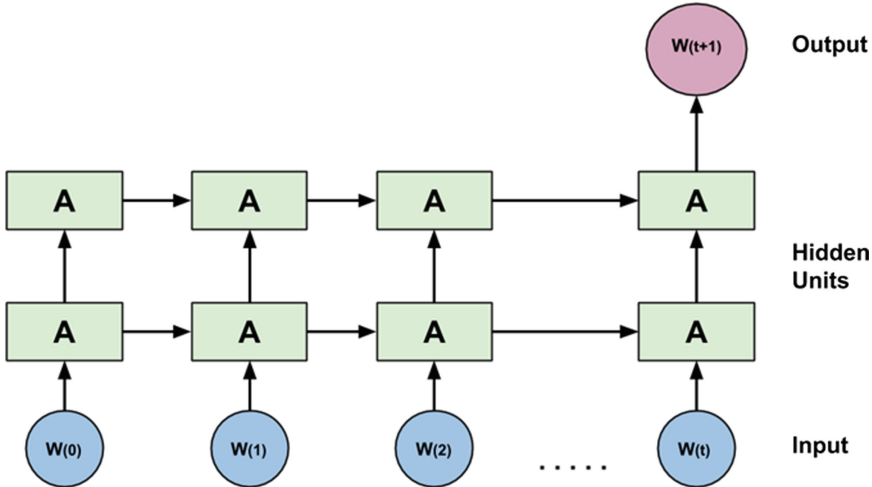 W(t+1)
Output
A
A
A
A
Hidden
Units
A
A
A
A
W(0)
W(1)
W(2)
.....
W(t)
Input